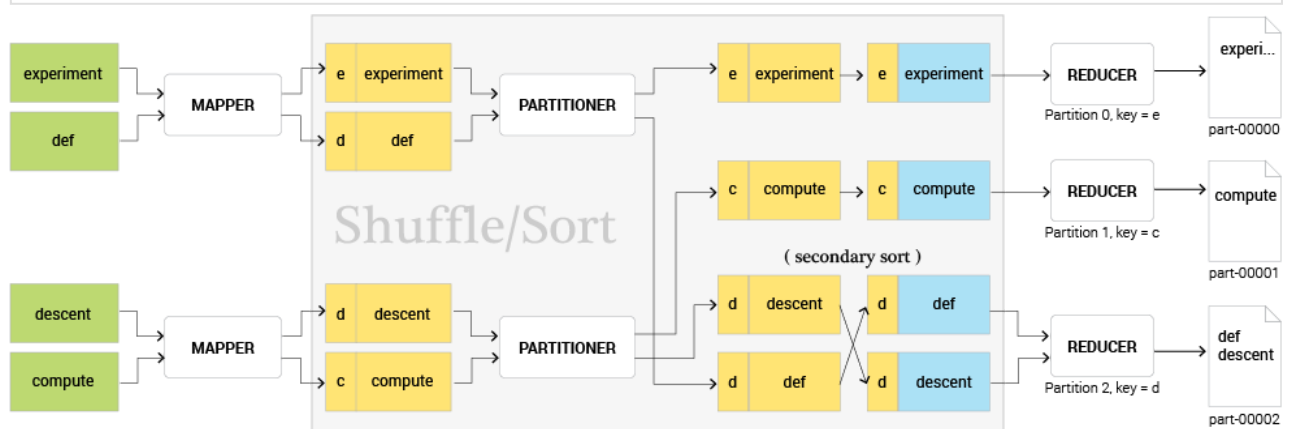 experiment
def
MAPPER
e experiment
d def
PARTITIONER
e experiment
e experiment
REDUCER
Partition 0, key = e
experi...
part-00000
c compute
c compute
REDUCER
Partition 1, key = c
compute
part-00001
Shuffle/Sort
( secondary sort )
descent
compute
MAPPER
d descent
c compute
PARTITIONER
d descent
d def
d def
d descent
REDUCER
Partition 2, key = d
def
descent
part-00002